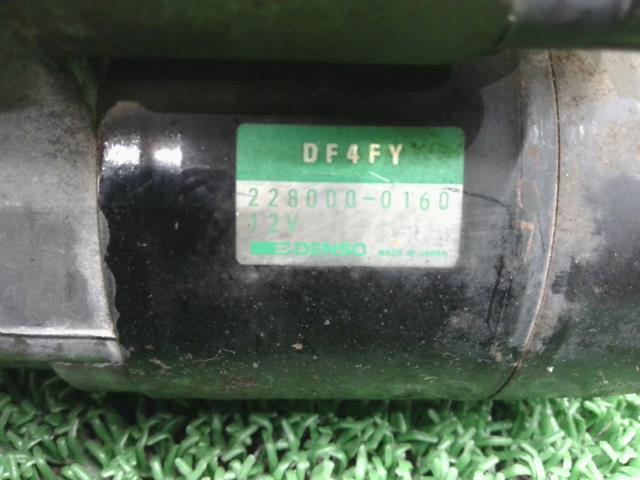 DF4FY
228000-0160
12V
DENSO MADE IN JAPAN